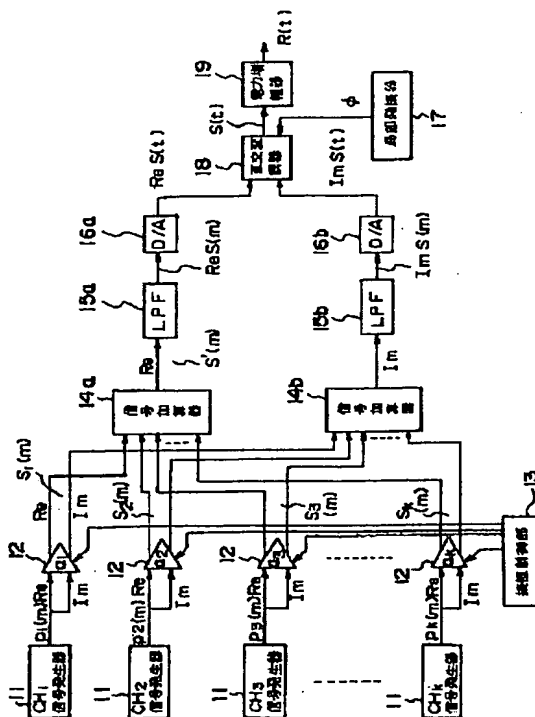 11
CH1
信号発生器
p1(m)Re
Im
12
a1
Re
S1(m)
Im
11
CH2
信号発生器
p2(m)Re
Im
12
a2
S2(m)
11
CH3
信号発生器
p3(m)Re
Im
12
a3
S3
(m)
11
CHk
信号発生器
pk(m)Re
Im
12
ak
Sk(m)
13
14a
信号加算器
Re
S'(m)
15a
LPF
ReS(m)
16a
D/A
ReS(t)
14b
信号加算器
Im
15b
LPF
ImS(m)
16b
D/A
ImS(t)
18
直交変
調器
S(t)
19
電力増
幅器
R(t)
φ
局部発振器
17